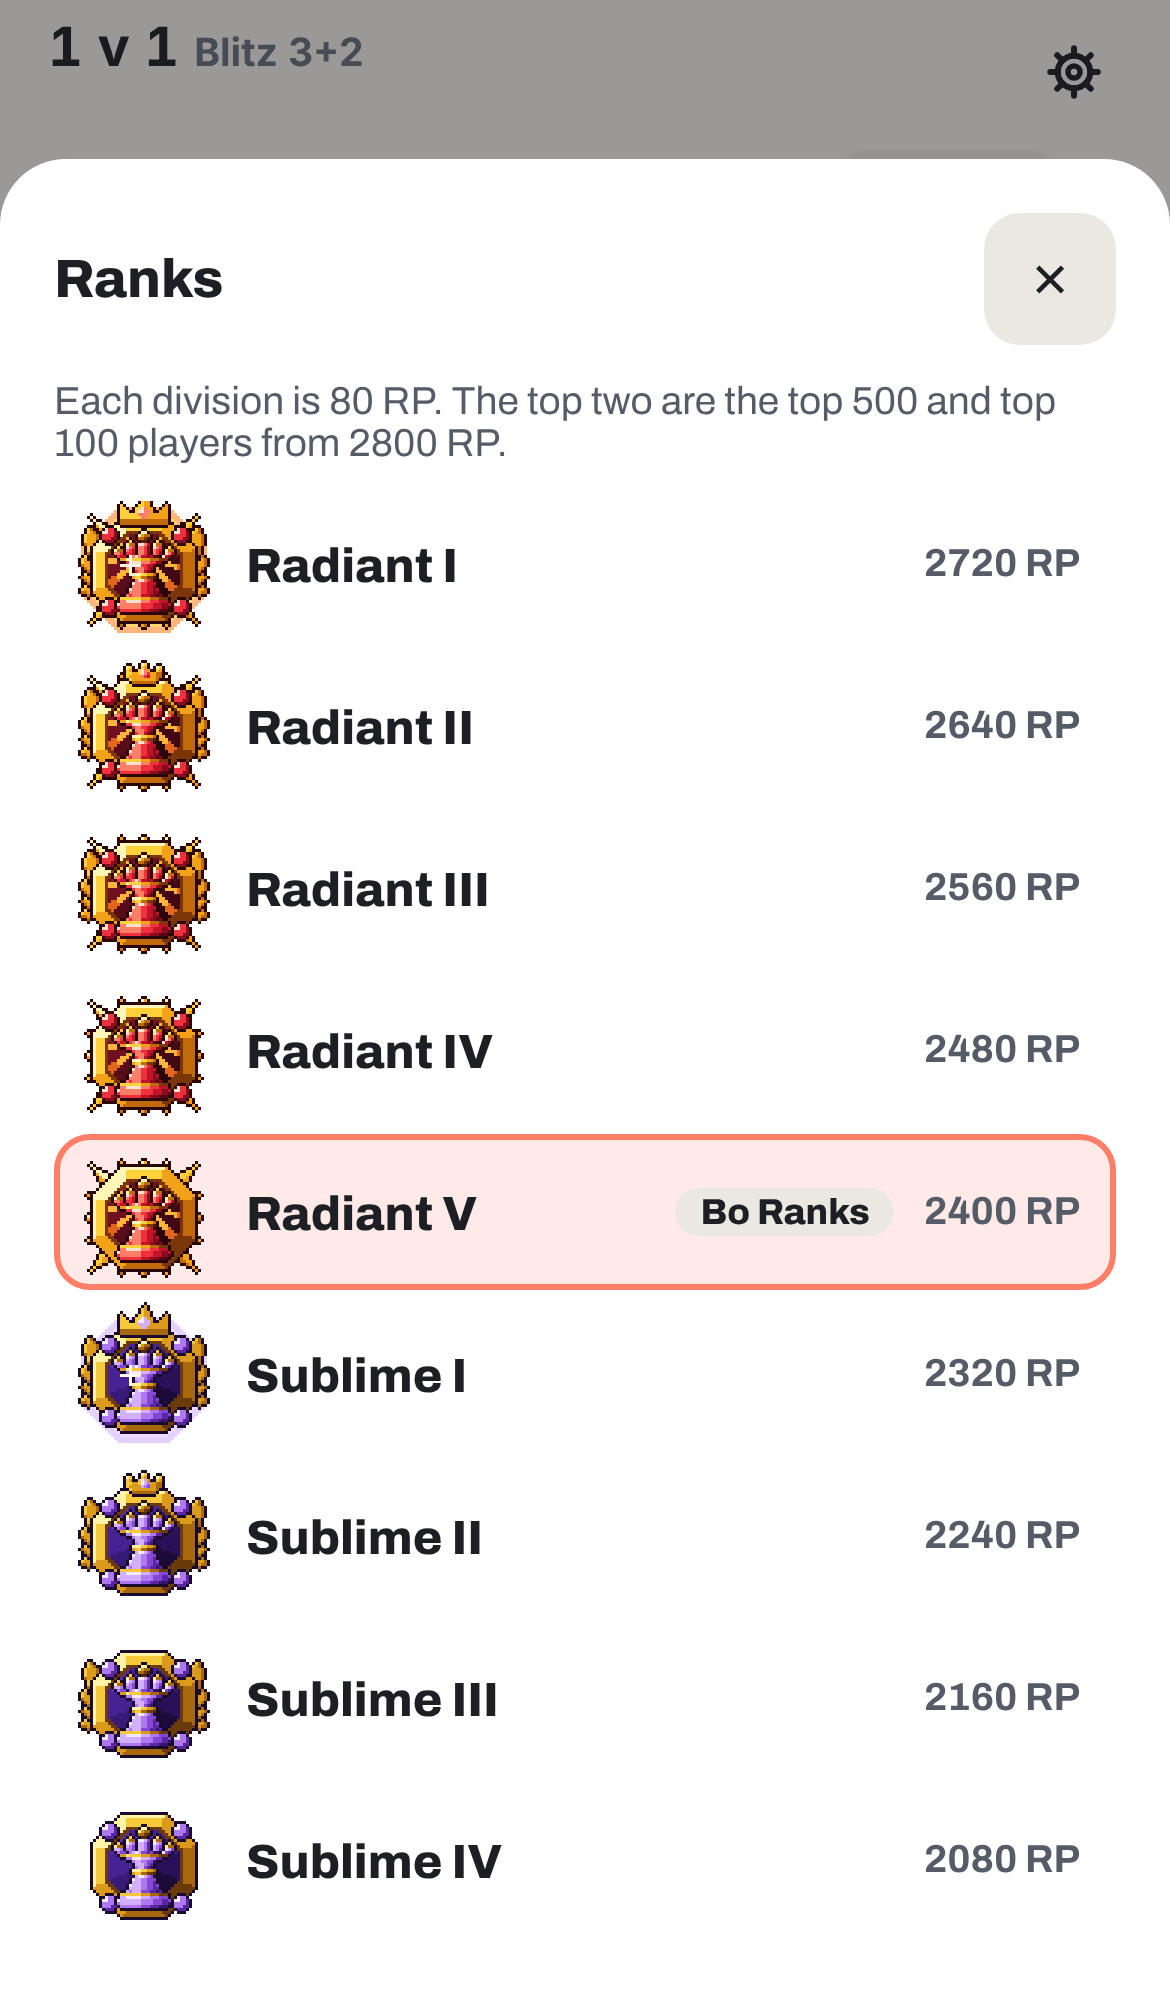 1 v 1 Blitz 3+2
Ranks
Each division is 80 RP. The top two are the top 500 and top
100 players from 2800 RP.
Radiant I 2720 RP
Radiant II 2640 RP
Radiant III 2560 RP
Radiant IV 2480 RP
Radiant V Bo Ranks 2400 RP
Sublime I 2320 RP
Sublime II 2240 RP
Sublime III 2160 RP
Sublime IV 2080 RP